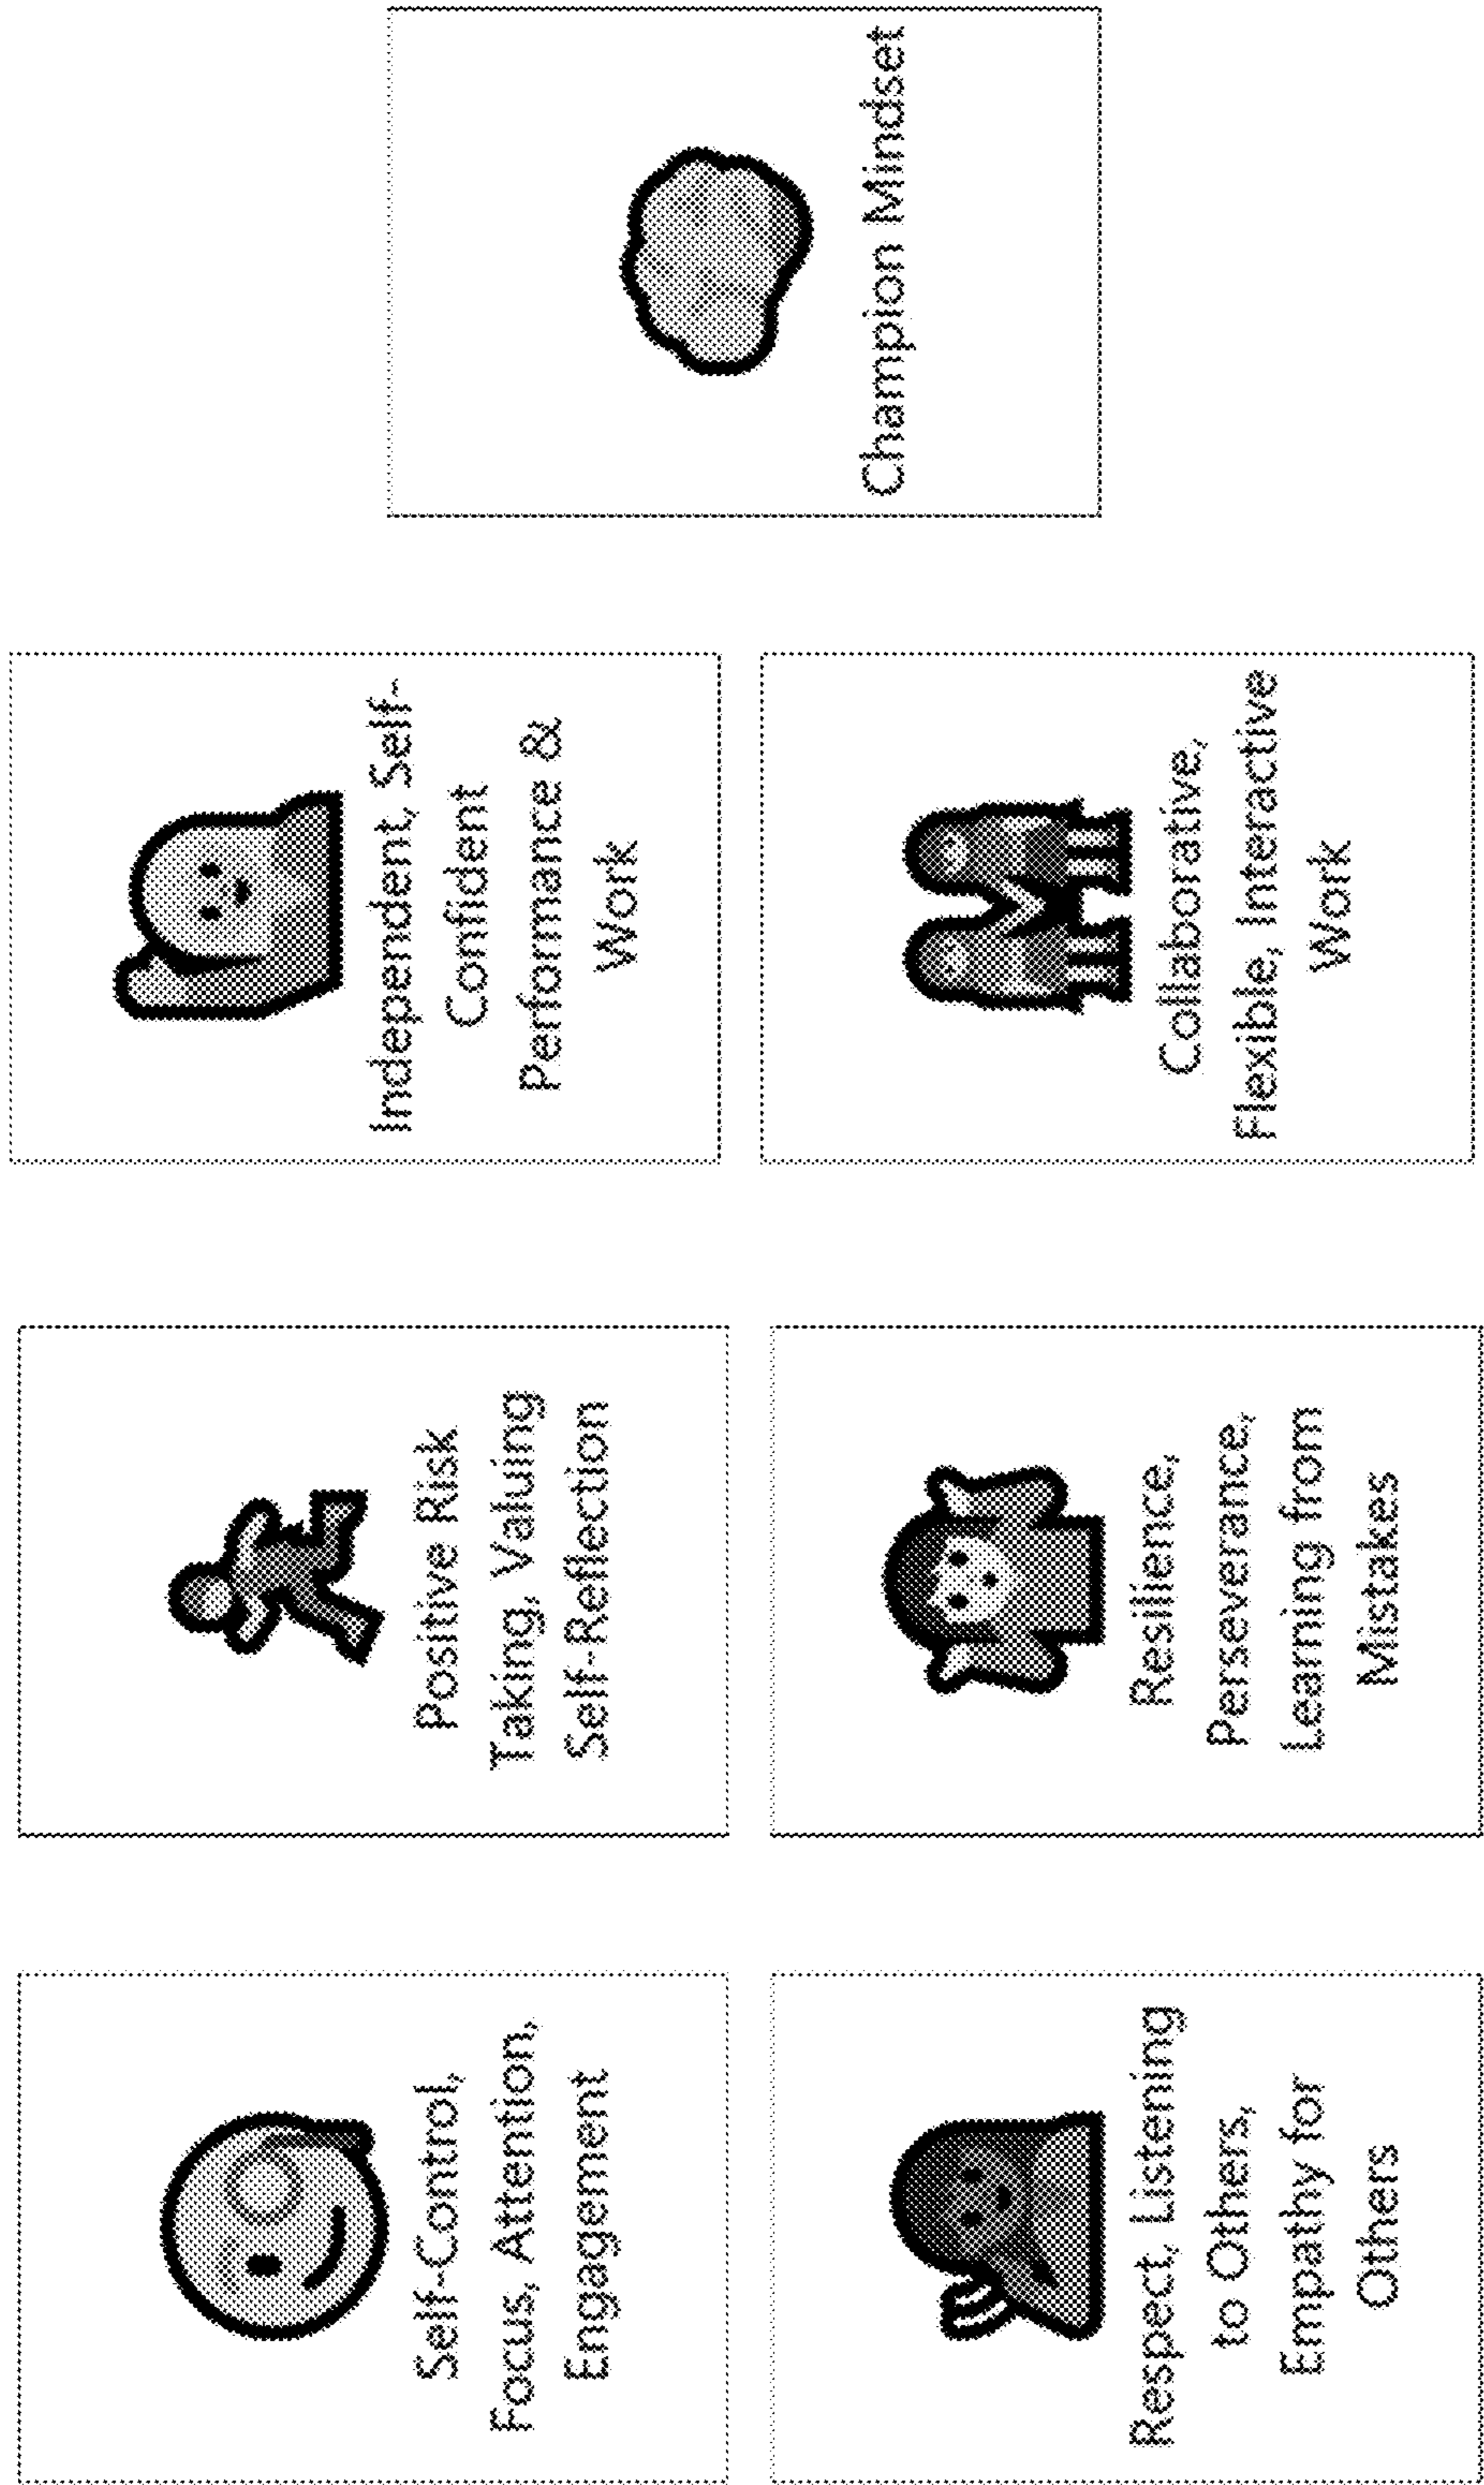 Self-Control,
Focus, Attention,
Engagement
Positive Risk
Taking, Valuing
Self-Reflection
Independent, Self-
Confident
Performance &
Work
Respect, Listening
to Others,
Empathy for
Others
Resilience,
Perseverance,
Learning from
Mistakes
Collaborative,
Flexible, Interactive
Work
Champion Mindset